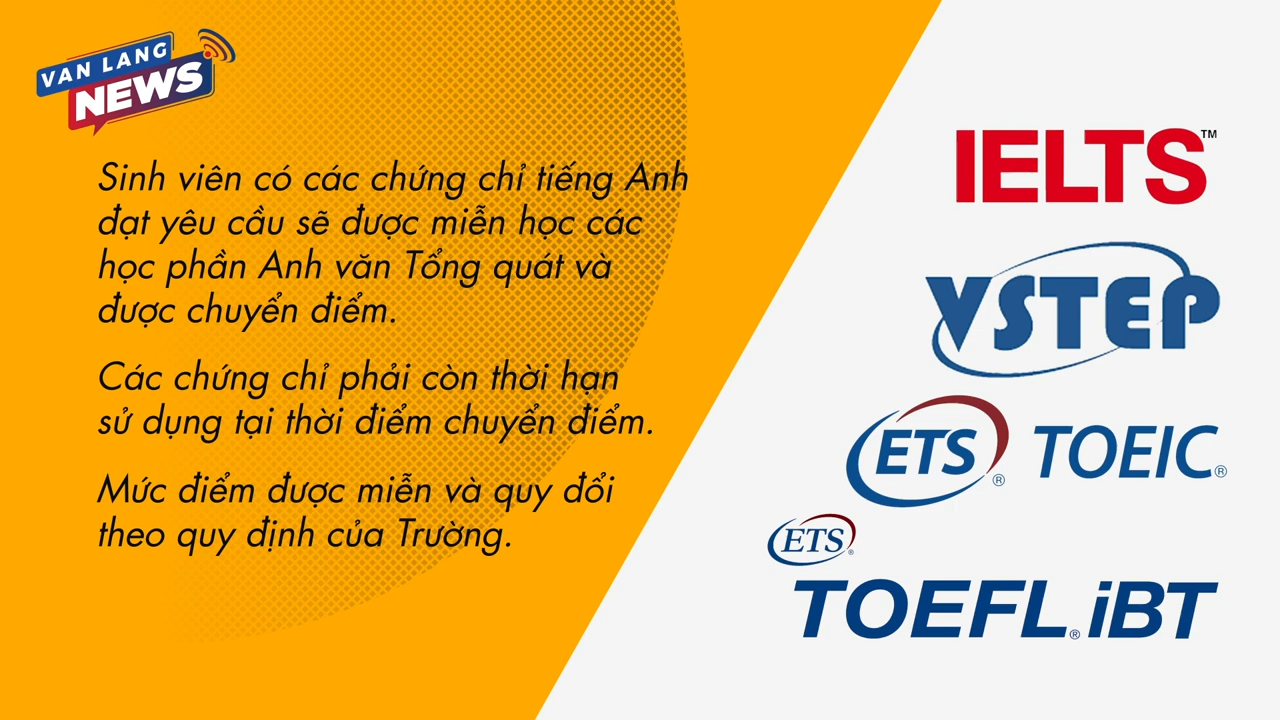 VAN LANG
NEWS
Sinh viên có các chứng chỉ tiếng Anh
đạt yêu cầu sẽ được miễn học các
học phần Anh văn Tổng quát và
được chuyển điểm.
Các chứng chỉ phải còn thời hạn
sử dụng tại thời điểm chuyển điểm.
Mức điểm được miễn và quy đổi
theo quy định của Trường.
IELTS™
VSTEP
ETS® TOEIC®
ETS®
TOEFL® iBT